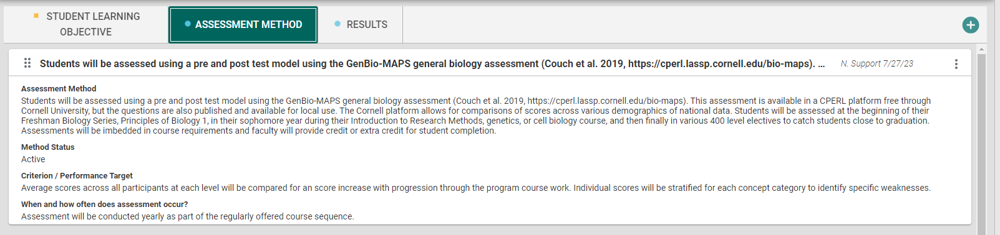 STUDENT LEARNING
OBJECTIVE
ASSESSMENT METHOD
RESULTS
Students will be assessed using a pre and post test model using the GenBio-MAPS general biology assessment (Couch et al. 2019, https://cperl.lassp.cornell.edu/bio-maps). ...
N. Support 7/27/23
Assessment Method
Students will be assessed using a pre and post test model using the GenBio-MAPS general biology assessment (Couch et al. 2019, https://cperl.lassp.cornell.edu/bio-maps). This assessment is available in a CPERL platform free through
Cornell University, but the questions are also published and available for local use. The Cornell platform allows for comparisons of scores across various demographics of national data. Students will be assessed at the beginning of their
Freshman Biology Series, Principles of Biology 1, in their sophomore year during their Introduction to Research Methods, genetics, or cell biology course, and then finally in various 400 level electives to catch students close to graduation.
Assessments will be imbedded in course requirements and faculty will provide credit or extra credit for student completion.
Method Status
Active
Criterion / Performance Target
Average scores across all participants at each level will be compared for an score increase with progression through the program course work. Individual scores will be stratified for each concept category to identify specific weaknesses.
When and how often does assessment occur?
Assessment will be conducted yearly as part of the regularly offered course sequence.